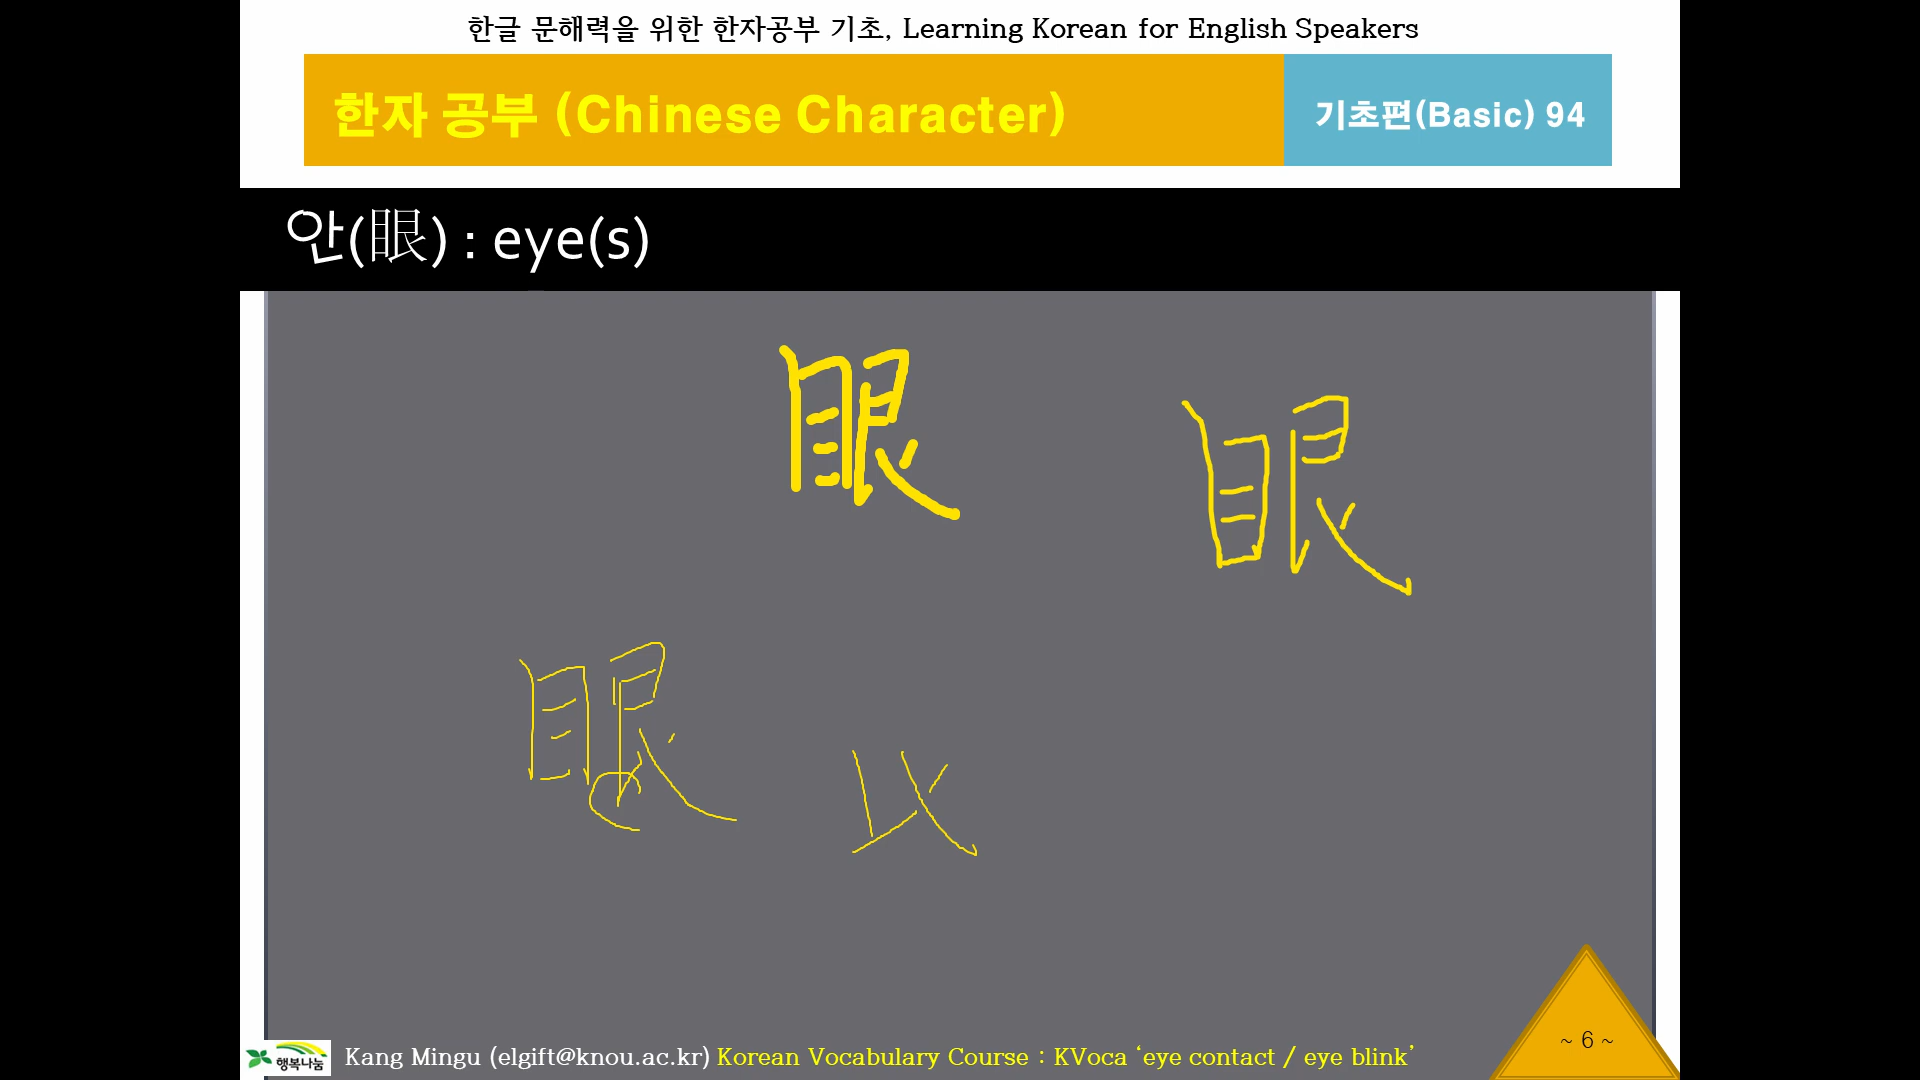 한글 문해력을 위한 한자공부 기초, Learning Korean for English Speakers
한자 공부 (Chinese Character)
기초편(Basic) 94
안(眼) : eye(s)
眼
眼
眼
~ 6 ~
행복나눔
Kang Mingu (elgift@knou.ac.kr) Korean Vocabulary Course : KVoca ‘eye contact / eye blink’